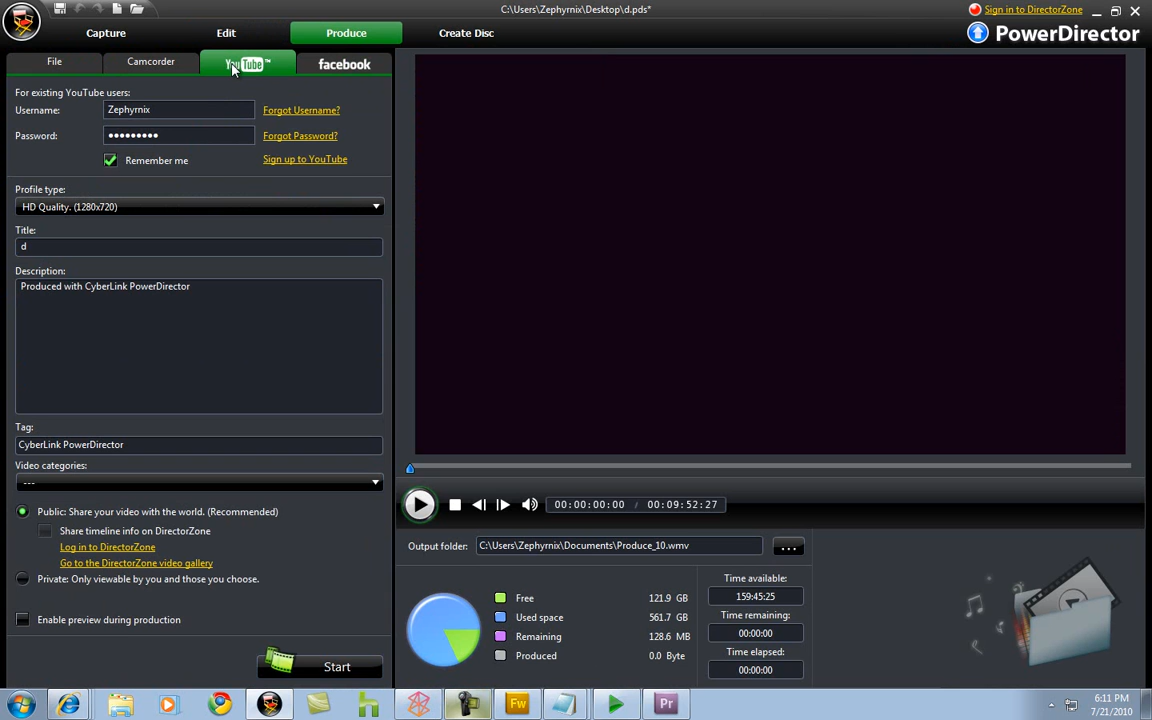 C:\Users\Zephyrnix\Desktop\d.pds*
Sign in to DirectorZone
Capture
Edit
Produce
Create Disc
PowerDirector
File
Camcorder
YouTube™
facebook
For existing YouTube users:
Username:
Zephyrnix
Forgot Username?
Password:
•••••••••
Forgot Password?
Remember me
Sign up to YouTube
Profile type:
HD Quality. (1280x720)
Title:
d
Description:
Produced with CyberLink PowerDirector
Tag:
CyberLink PowerDirector
Video categories:
---
Public: Share your video with the world. (Recommended)
Share timeline info on DirectorZone
Log in to DirectorZone
Go to the DirectorZone video gallery
Private: Only viewable by you and those you choose.
Enable preview during production
Start
00:00:00:00 / 00:09:52:27
Output folder:
C:\Users\Zephyrnix\Documents\Produce_10.wmv
...
Free 121.9 GB
Used space 561.7 GB
Remaining 128.6 MB
Produced 0.0 Byte
Time available:
159:45:25
Time remaining:
00:00:00
Time elapsed:
00:00:00
Fw
Pr
6:11 PM
7/21/2010